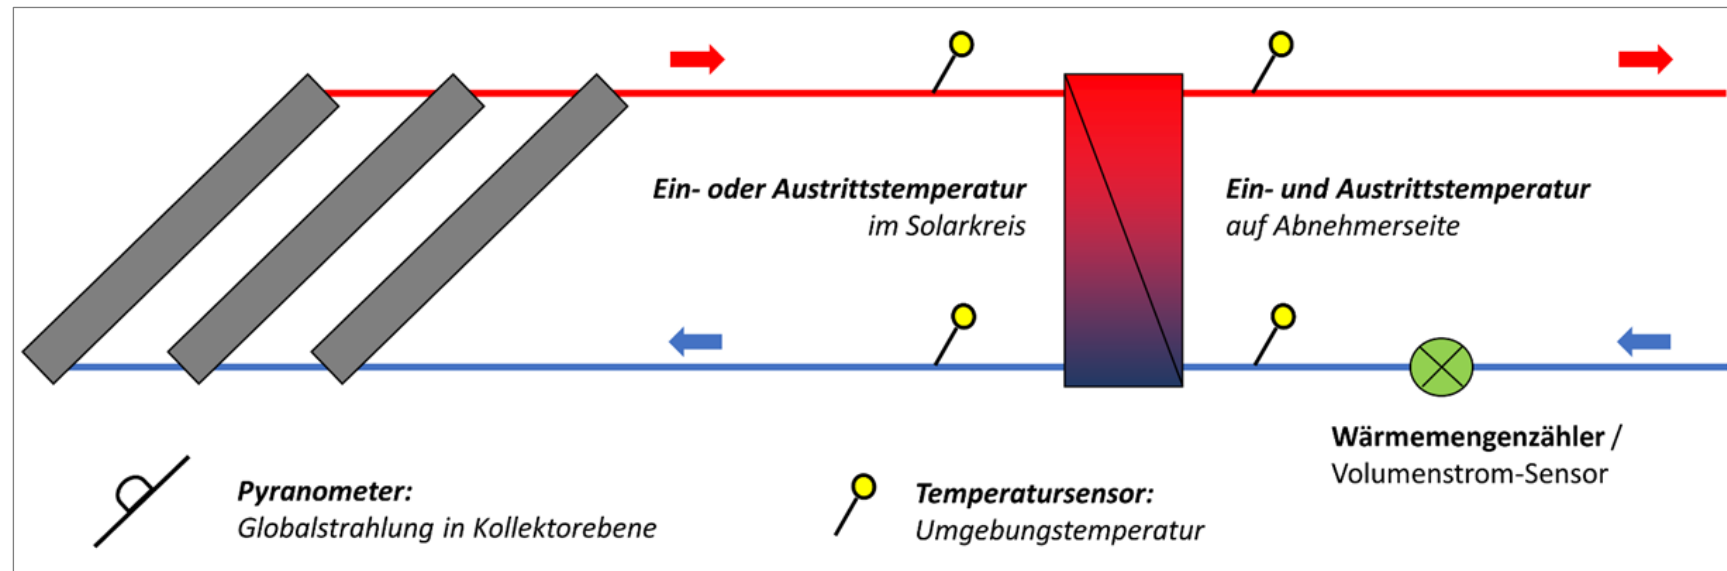 Ein- oder Austrittstemperatur
im Solarkreis
Ein- und Austrittstemperatur
auf Abnehmerseite
Wärmemengenzähler /
Volumenstrom-Sensor
Pyranometer:
Globalstrahlung in Kollektorebene
Temperatursensor:
Umgebungstemperatur